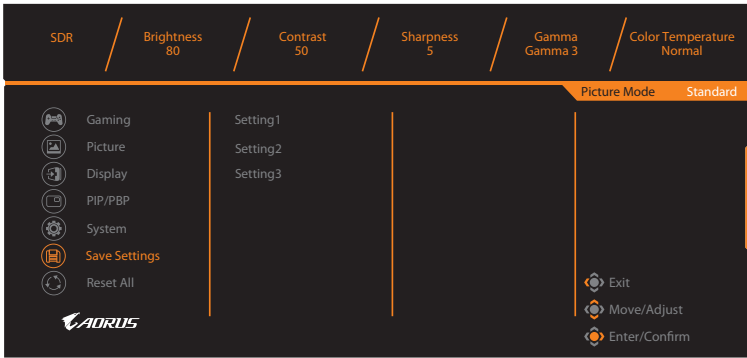 SDR
Brightness
80
Contrast
50
Sharpness
5
Gamma
Gamma 3
Color Temperature
Normal
Picture Mode Standard
Gaming
Picture
Display
PIP/PBP
System
Save Settings
Reset All
Setting1
Setting2
Setting3
Exit
Move/Adjust
Enter/Confirm
AORUS